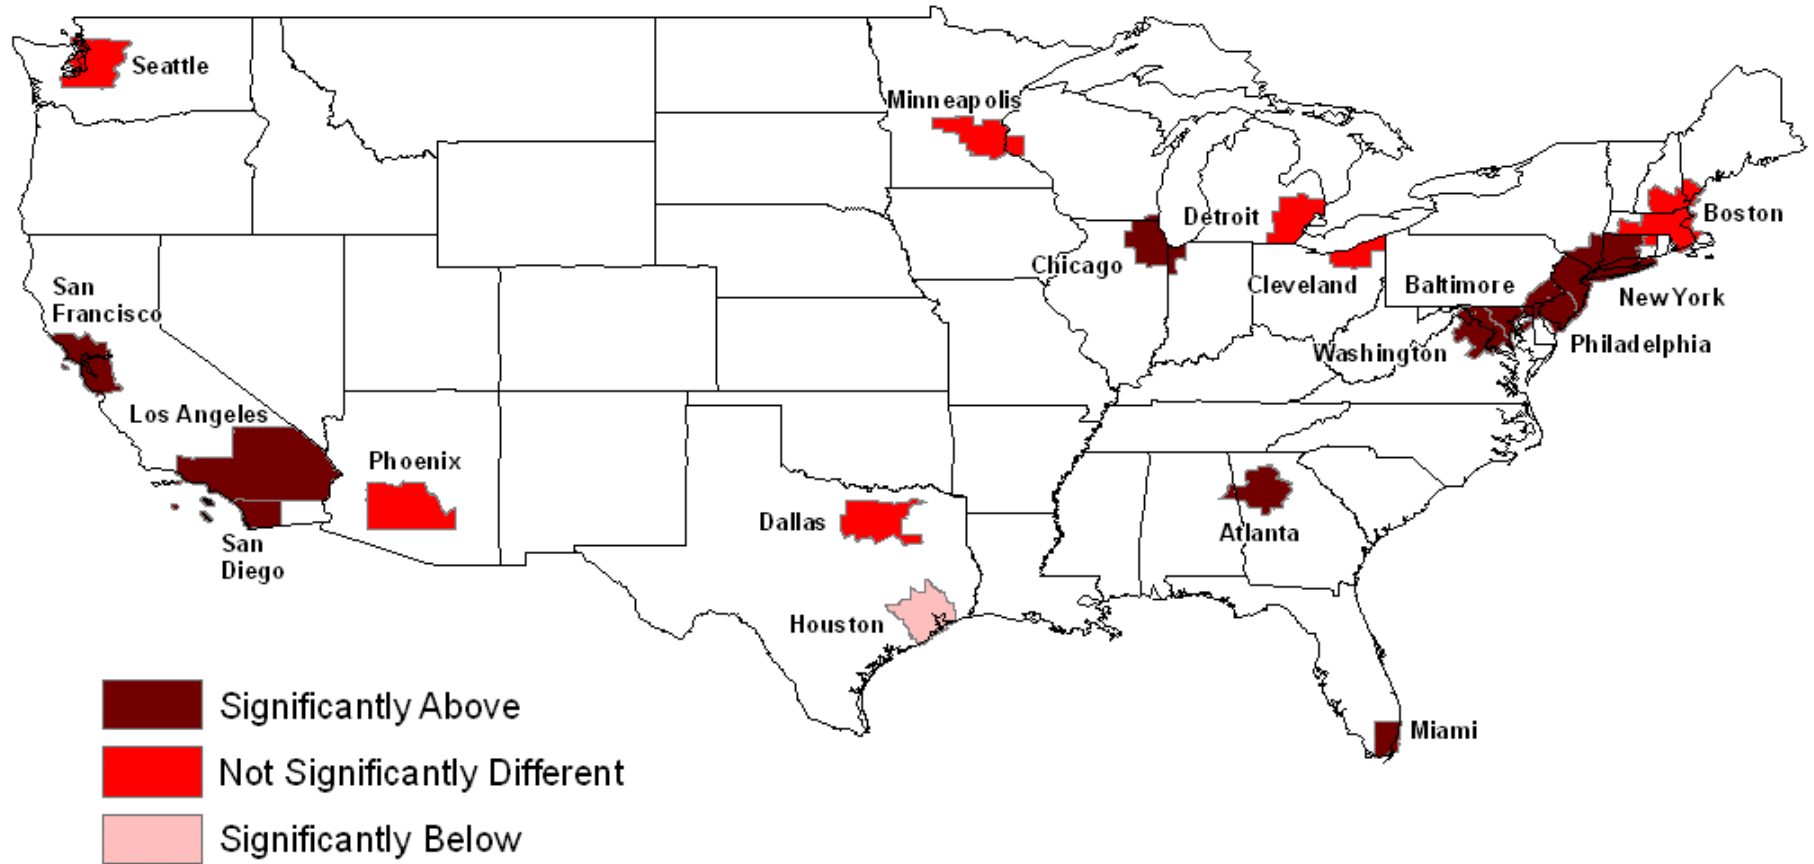 Seattle
Minneapolis
Detroit
Boston
Chicago
Cleveland
Baltimore
New York
San
Francisco
Washington
Philadelphia
Los Angeles
Phoenix
Dallas
Atlanta
San
Diego
Houston
Miami
Significantly Above
Not Significantly Different
Significantly Below